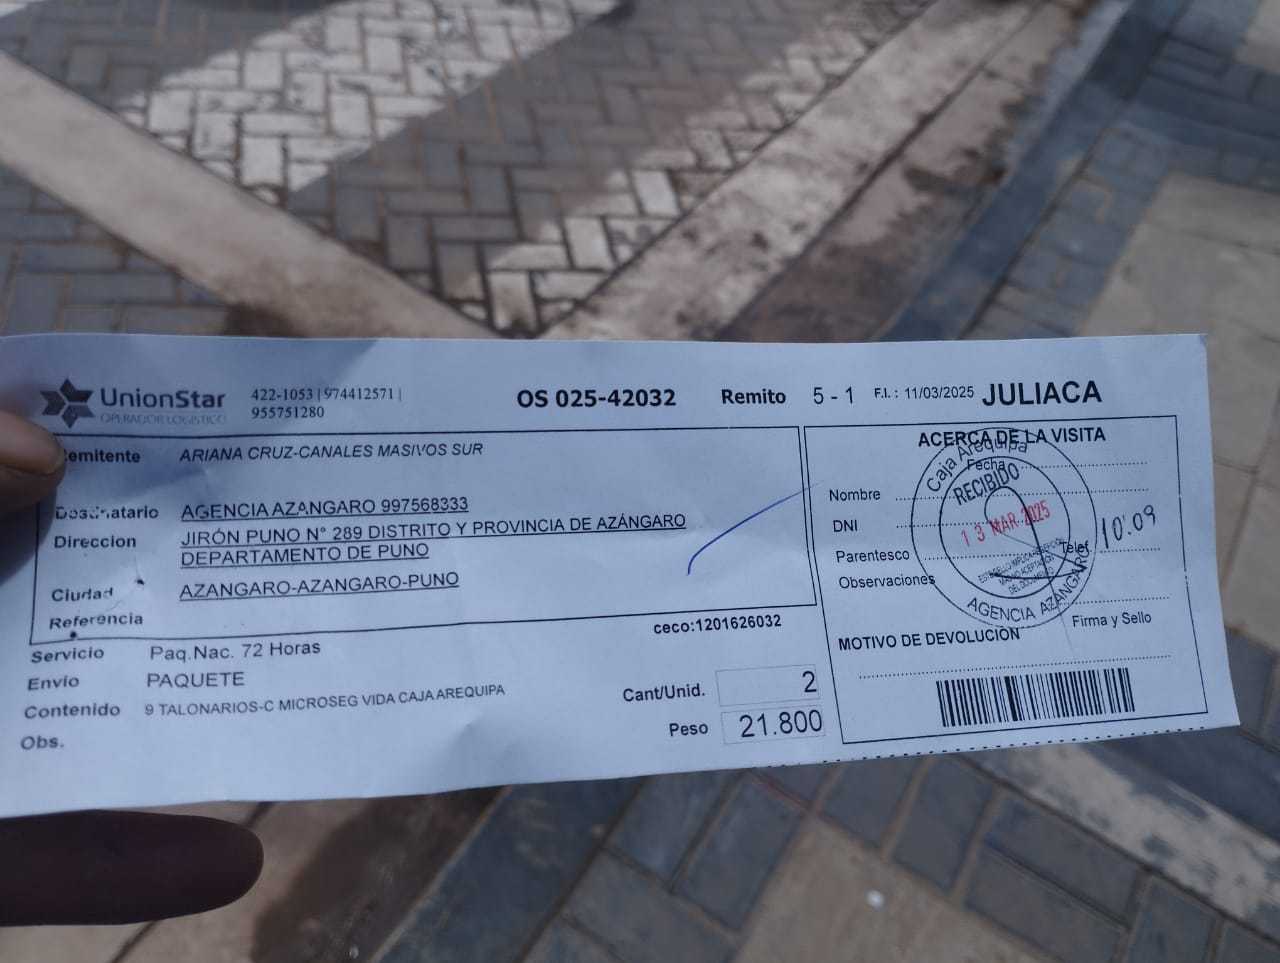 UnionStar
OPERADOR LOGISTICO
422-1053 | 974412571 |
955751280
OS 025-42032
Remito 5 - 1
F.I. : 11/03/2025
JULIACA
emitente ARIANA CRUZ-CANALES MASIVOS SUR
Destinatario AGENCIA AZANGARO 997568333
Direccion JIRÓN PUNO N° 289 DISTRITO Y PROVINCIA DE AZÁNGARO
DEPARTAMENTO DE PUNO
Ciudad AZANGARO-AZANGARO-PUNO
Referencia
ceco:1201626032
Servicio Paq.Nac. 72 Horas
Envío PAQUETE
Contenido 9 TALONARIOS-C MICROSEG VIDA CAJA AREQUIPA
Obs.
Cant/Unid. 2
Peso 21.800
ACERCA DE LA VISITA
Fecha
Nombre
DNI
Parentesco
Telef.
Observaciones
Firma y Sello
MOTIVO DE DEVOLUCIÓN
Caja Arequipa
RECIBIDO
13 MAR. 2025
AGENCIA AZANGARO
10:09